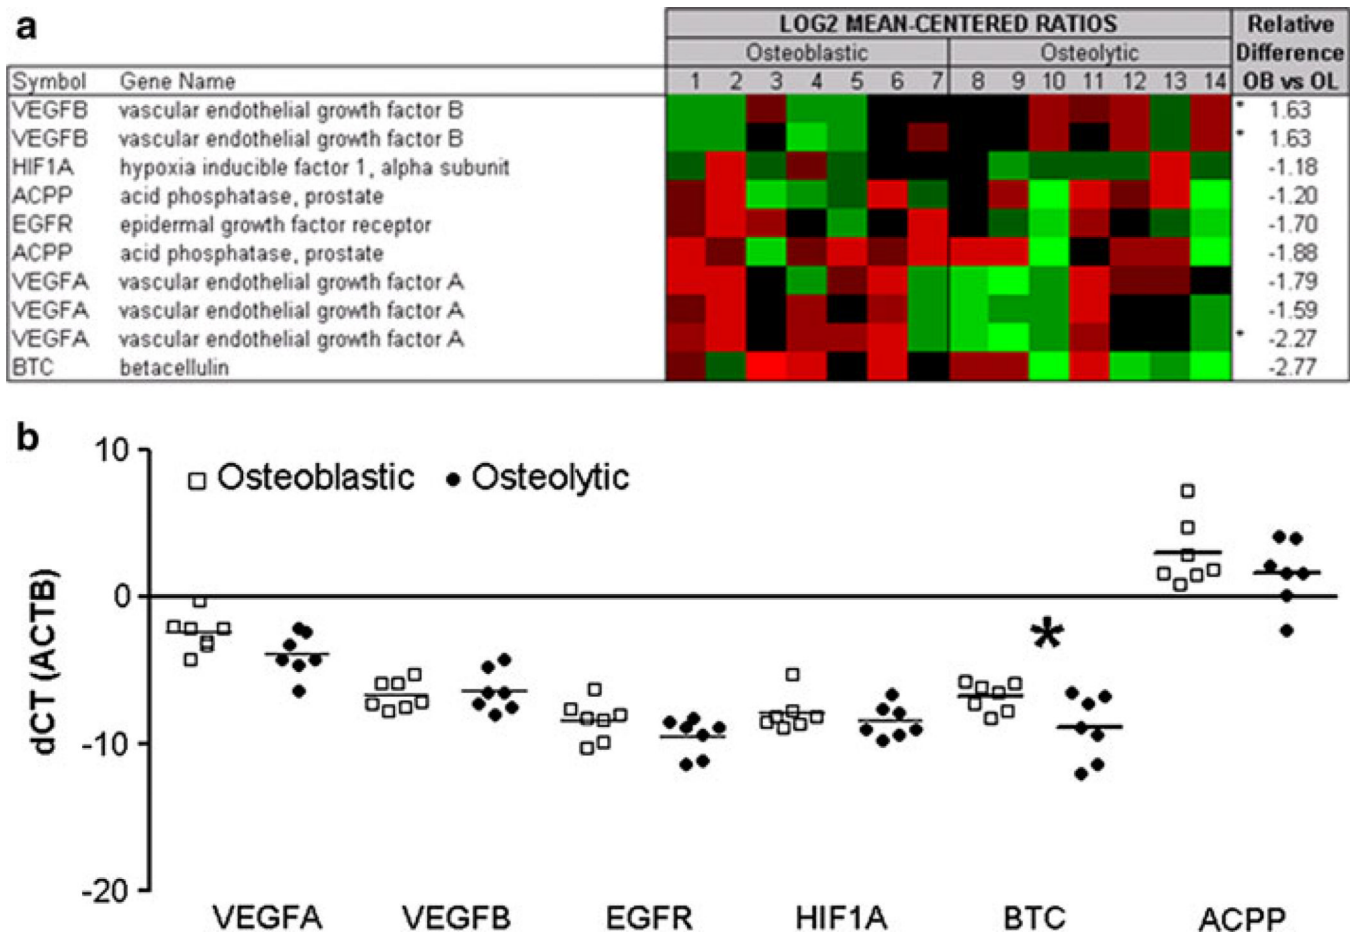 a
LOG2 MEAN-CENTERED RATIOS Relative
Osteoblastic Osteolytic Difference
Symbol Gene Name 1 2 3 4 5 6 7 8 9 10 11 12 13 14 OB vs OL
VEGFB vascular endothelial growth factor B * 1.63
VEGFB vascular endothelial growth factor B * 1.63
HIF1A hypoxia inducible factor 1, alpha subunit -1.18
ACPP acid phosphatase, prostate -1.20
EGFR epidermal growth factor receptor -1.70
ACPP acid phosphatase, prostate -1.88
VEGFA vascular endothelial growth factor A -1.79
VEGFA vascular endothelial growth factor A -1.59
VEGFA vascular endothelial growth factor A * -2.27
BTC betacellulin -2.77
b
10
Osteoblastic Osteolytic
0
*
-10
-20
dCT (ACTB)
VEGFA VEGFB EGFR HIF1A BTC ACPP